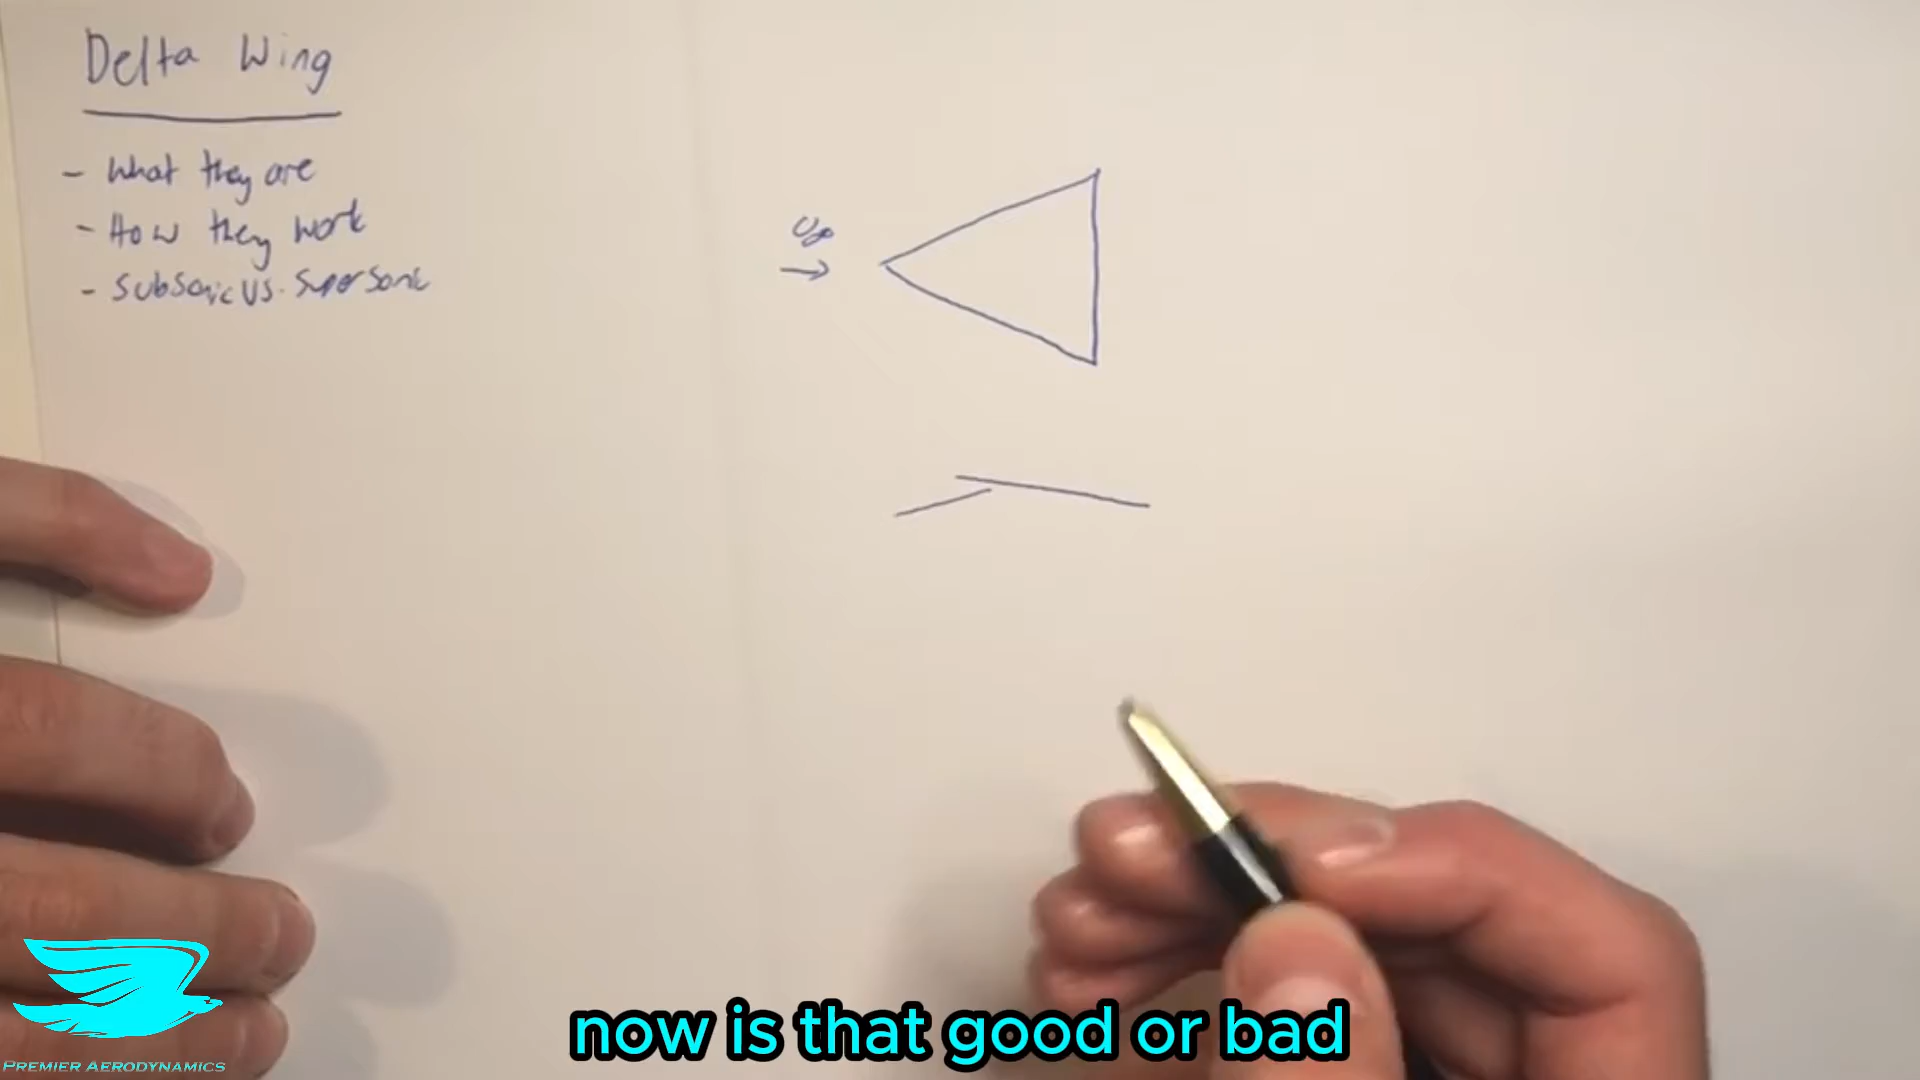 Delta Wing
- What they are
- How they work
- Subsonic vs. Supersonic
U∞
now is that good or bad
PREMIER AERODYNAMICS